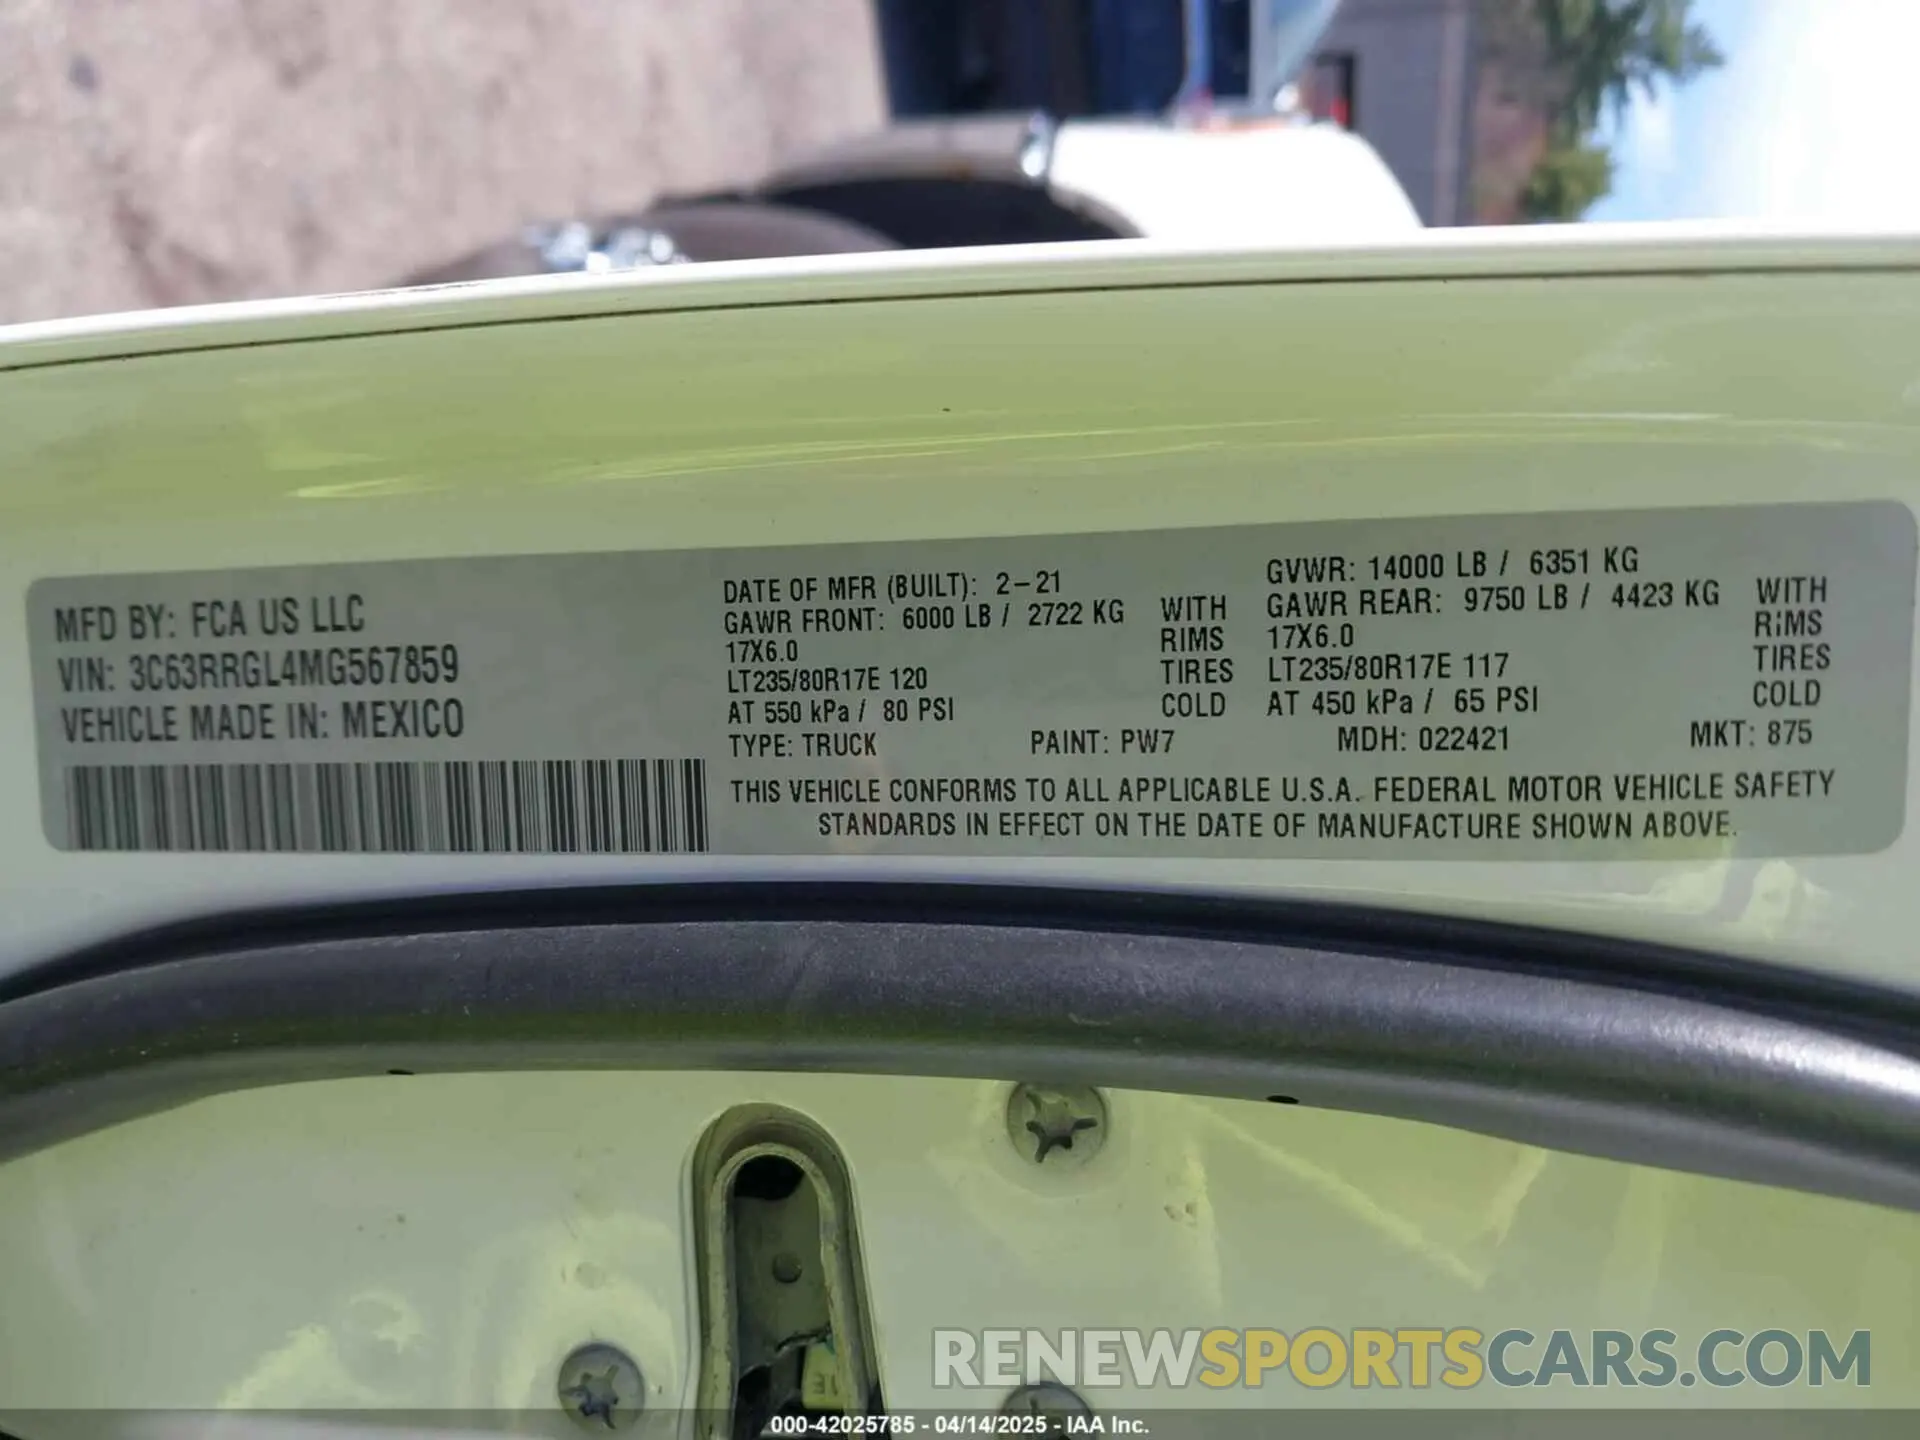 MFD BY: FCA US LLC
VIN: 3C63RRGL4MG567859
VEHICLE MADE IN: MEXICO
DATE OF MFR (BUILT): 2-21
GAWR FRONT: 6000 LB / 2722 KG WITH
17X6.0 RIMS
LT235/80R17E 120 TIRES
AT 550 kPa / 80 PSI COLD
GVWR: 14000 LB / 6351 KG
GAWR REAR: 9750 LB / 4423 KG WITH
17X6.0 RIMS
LT235/80R17E 117 TIRES
AT 450 kPa / 65 PSI COLD
TYPE: TRUCK PAINT: PW7 MDH: 022421 MKT: 875
THIS VEHICLE CONFORMS TO ALL APPLICABLE U.S.A. FEDERAL MOTOR VEHICLE SAFETY
STANDARDS IN EFFECT ON THE DATE OF MANUFACTURE SHOWN ABOVE.
RENEWSPORTSCARS.COM
000-42025785 - 04/14/2025 - IAA Inc.